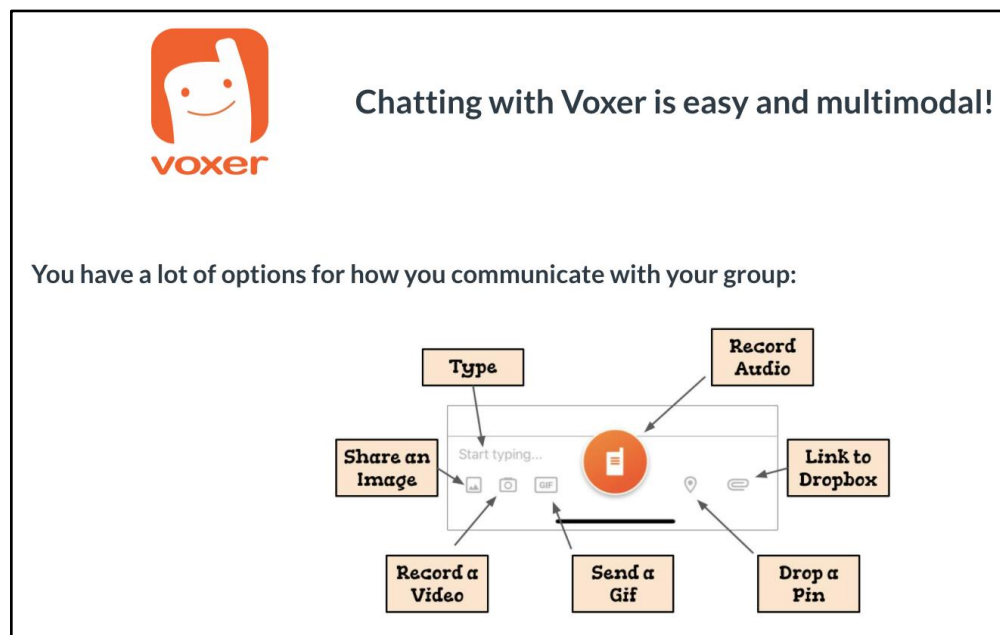 voxer
Chatting with Voxer is easy and multimodal!
You have a lot of options for how you communicate with your group:
Type
Record
Audio
Share an
Image
Start typing...
GIF
Link to
Dropbox
Record a
Video
Send a
Gif
Drop a
Pin